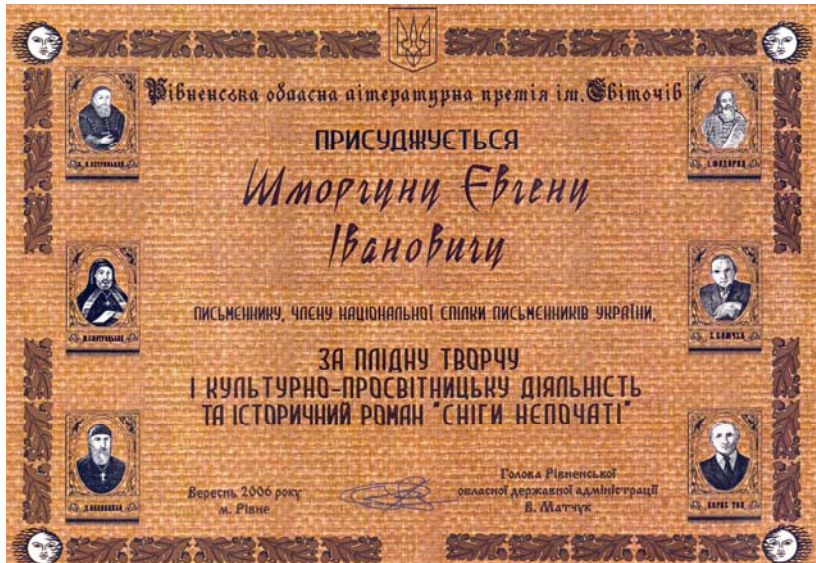 Рівненська обласна літературна премія ім. Світочів
ПРИСУДЖУЄТЬСЯ
Шморгуну Євгену
Івановичу
ПИСЬМЕННИКУ, ЧЛЕНУ НАЦІОНАЛЬНОЇ СПІЛКИ ПИСЬМЕННИКІВ УКРАЇНИ,
ЗА ПЛІДНУ ТВОРЧУ
І КУЛЬТУРНО-ПРОСВІТНИЦЬКУ ДІЯЛЬНІСТЬ
ТА ІСТОРИЧНИЙ РОМАН "СНІГИ НЕПОЧАТІ"
Вересень 2006 року
м. Рівне
Голова Рівненської
обласної державної адміністрації
В. Матчук
І. ФЕДОРОВ
БОРИС ТЕН